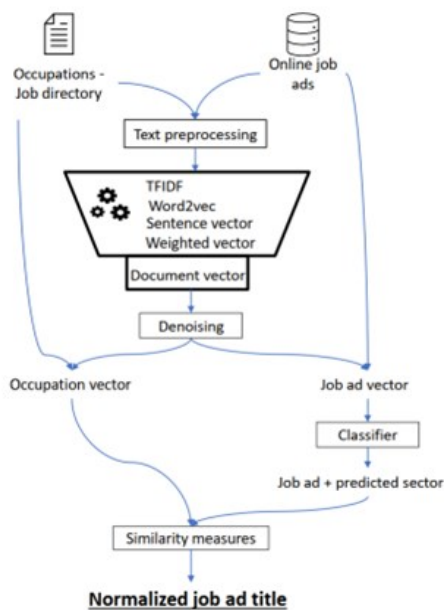 Occupations -
Job directory
Online job
ads
Text preprocessing
TFIDF
Word2vec
Sentence vector
Weighted vector
Document vector
Denoising
Occupation vector
Job ad vector
Classifier
Job ad + predicted sector
Similarity measures
Normalized job ad title